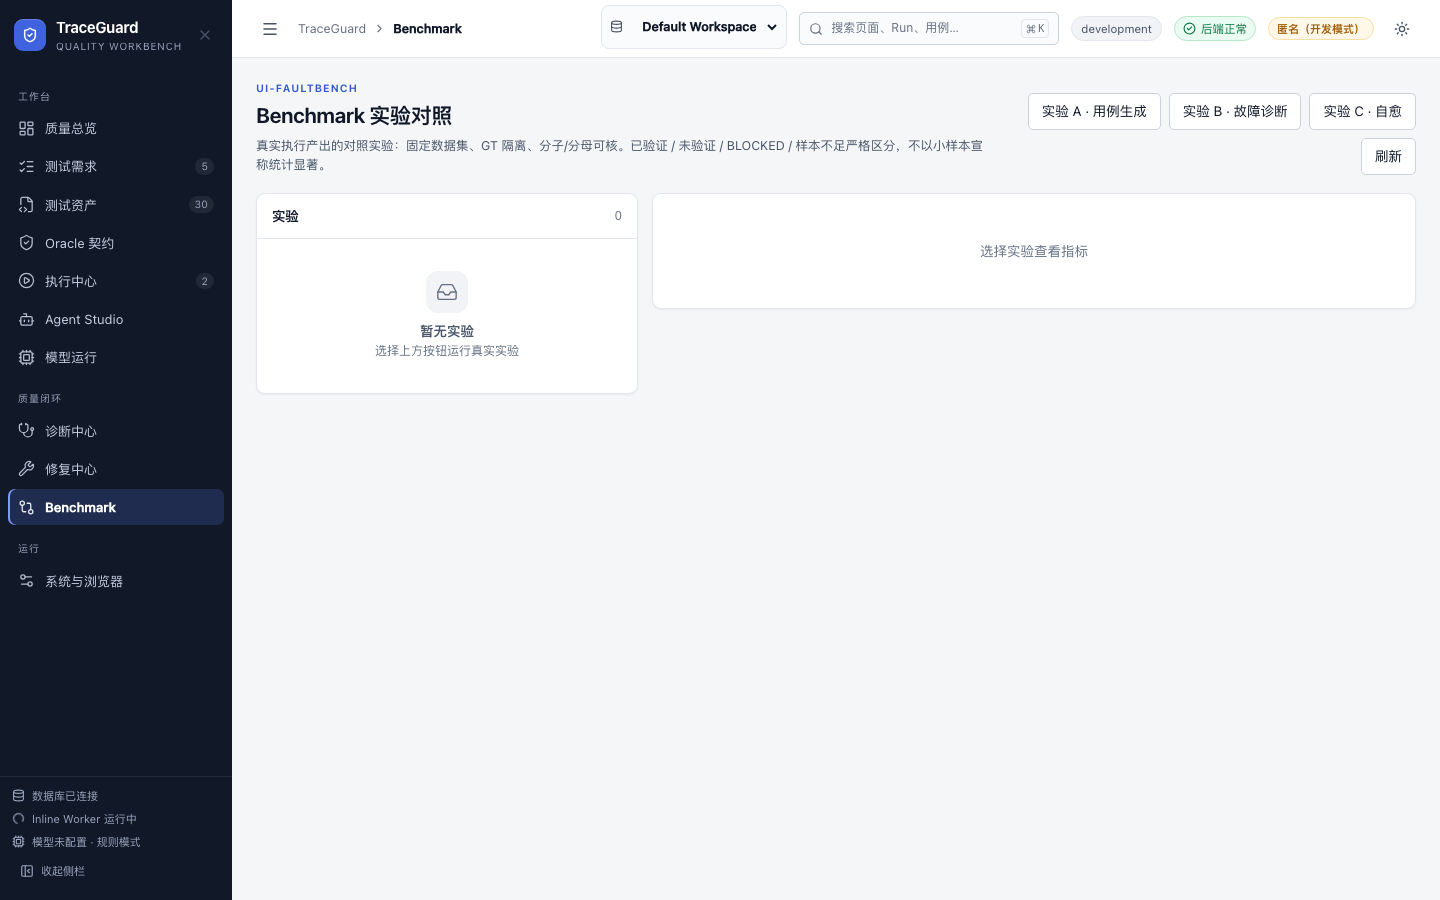 TraceGuard
QUALITY WORKBENCH
工作台
质量总览
测试需求 5
测试资产 30
Oracle 契约
执行中心 2
Agent Studio
模型运行
质量闭环
诊断中心
修复中心
Benchmark
运行
系统与浏览器
数据库已连接
Inline Worker 运行中
模型未配置 · 规则模式
收起侧栏
TraceGuard > Benchmark
Default Workspace
搜索页面、Run、用例... ⌘ K
development
后端正常
匿名（开发模式）
UI-FAULTBENCH
Benchmark 实验对照
真实执行产出的对照实验：固定数据集、GT 隔离、分子/分母可核。已验证 / 未验证 / BLOCKED / 样本不足严格区分，不以小样本宣
称统计显著。
实验 A · 用例生成
实验 B · 故障诊断
实验 C · 自愈
刷新
实验 0
暂无实验
选择上方按钮运行真实实验
选择实验查看指标